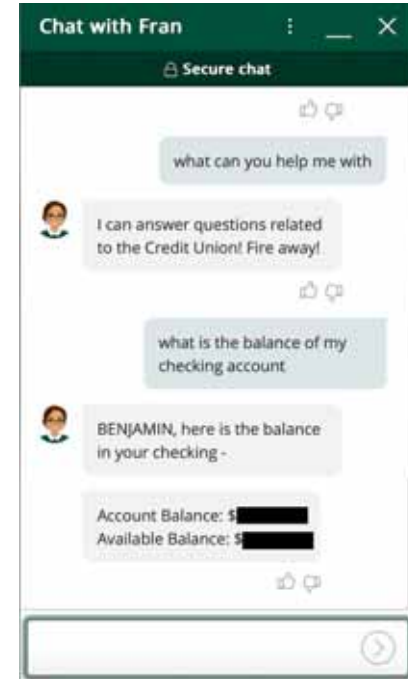 Chat with Fran
Secure chat
what can you help me with
I can answer questions related
to the Credit Union! Fire away!
what is the balance of my
checking account
BENJAMIN, here is the balance
in your checking -
Account Balance: $
Available Balance: $